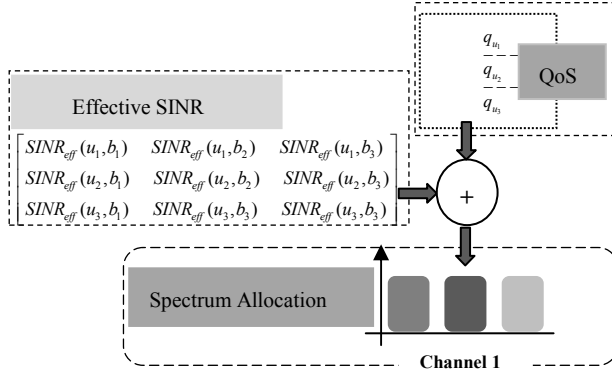 q_{u_1}
q_{u_2}
q_{u_3}
QoS
Effective SINR
SINR_{eff}(u_1,b_1) SINR_{eff}(u_1,b_2) SINR_{eff}(u_1,b_3)
SINR_{eff}(u_2,b_1) SINR_{eff}(u_2,b_2) SINR_{eff}(u_2,b_3)
SINR_{eff}(u_3,b_1) SINR_{eff}(u_3,b_3) SINR_{eff}(u_3,b_3)
+
Spectrum Allocation
Channel 1